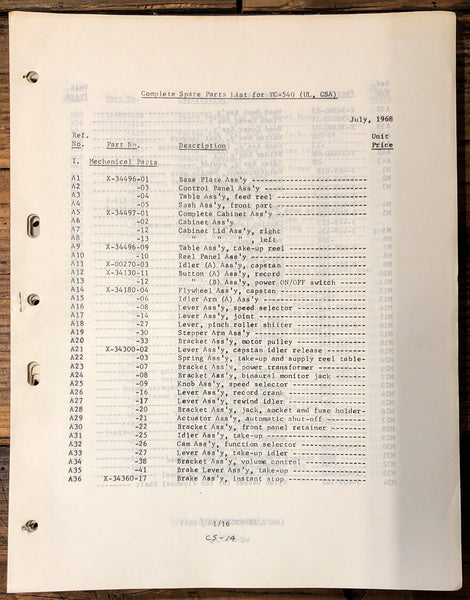 Complete Spare Parts List for TC-540 (UL, CSA)
July, 1968
Ref. Unit
No. Part No. Description Price
I. Mechanical Parts
A1 X-34496-01 Base Plate Ass'y
A2 -03 Control Panel Ass'y
A3 -04 Table Ass'y, feed reel
A4 -05 Sash Ass'y, front part
A5 X-34497-01 Complete Cabinet Ass'y
A6 -02 Cabinet Ass'y
A7 -12 Cabinet Lid Ass'y, right
A8 -13 " " " , left
A9 X-34496-09 Table Ass'y, take-up reel
A10 -10 Reel Panel Ass'y
A11 X-00270-03 Idler (A) Ass'y, capstan
A12 X-34130-11 Button (A) Ass'y, record
A13 -12 " (B) Ass'y, power ON/OFF switch
A14 X-34180-04 Flywheel Ass'y, capstan
A15 -06 Idler Arm (A) Ass'y
A16 -08 Lever Ass'y, speed selector
A17 -14 Lever Ass'y, joint
A18 -27 Lever, pinch roller shifter
A19 -30 Stepper Arm Ass'y
A20 -33 Bracket Ass'y, motor pulley
A21 X-34300-02 Lever Ass'y, capstan idler release
A22 -03 Spring Ass'y, take-up and supply reel table
A23 -07 Bracket Ass'y, power transformer
A24 -08 Bracket Ass'y, binaural monitor jack
A25 -09 Knob Ass'y, speed selector
A26 -16 Lever Ass'y, record crank
A27 -17 Lever Ass'y, rewind idler
A28 -20 Bracket Ass'y, jack, socket and fuse holder
A29 -21 Actuator Ass'y, automatic shut-off
A30 -22 Bracket Ass'y, front panel retainer
A31 -25 Idler Ass'y, take-up
A32 -26 Cam Ass'y, function selector
A33 -27 Lever Ass'y, take-up idler
A34 -38 Bracket Ass'y, volume control
A35 -41 Brake Lever Ass'y, take-up
A36 X-34360-17 Brake Ass'y, instant stop
1/16
C5-14